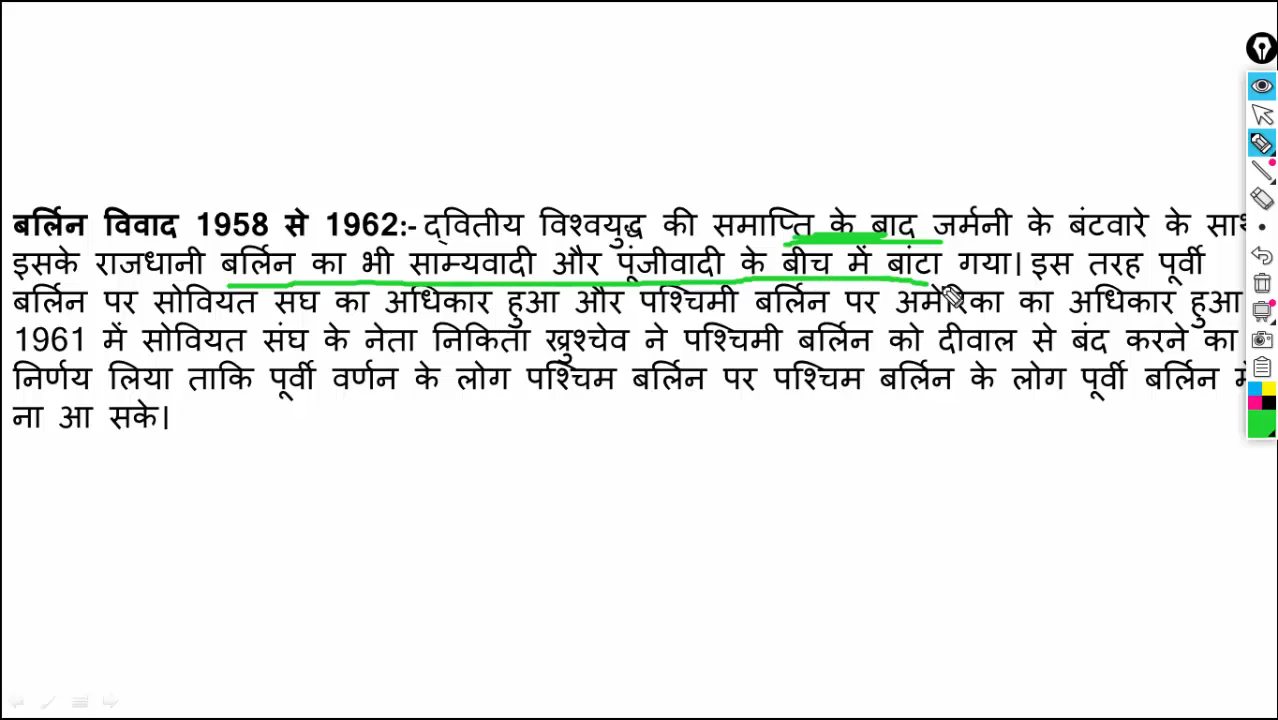 बर्लिन विवाद 1958 से 1962:- द्वितीय विश्वयुद्ध की समाप्ति के बाद जर्मनी के बंटवारे के
इसके राजधानी बर्लिन का भी साम्यवादी और पूंजीवादी के बीच में बांटा गया। इस तरह पूर्वी
बर्लिन पर सोवियत संघ का अधिकार हुआ और पश्चिमी बर्लिन पर अमेरिका का अधिकार हुआ
1961 में सोवियत संघ के नेता निकिता ख्रुश्चेव ने पश्चिमी बर्लिन को दीवाल से बंद करने का
निर्णय लिया ताकि पूर्वी वर्णन के लोग पश्चिम बर्लिन पर पश्चिम बर्लिन के लोग पूर्वी बर्लिन
ना आ सके।